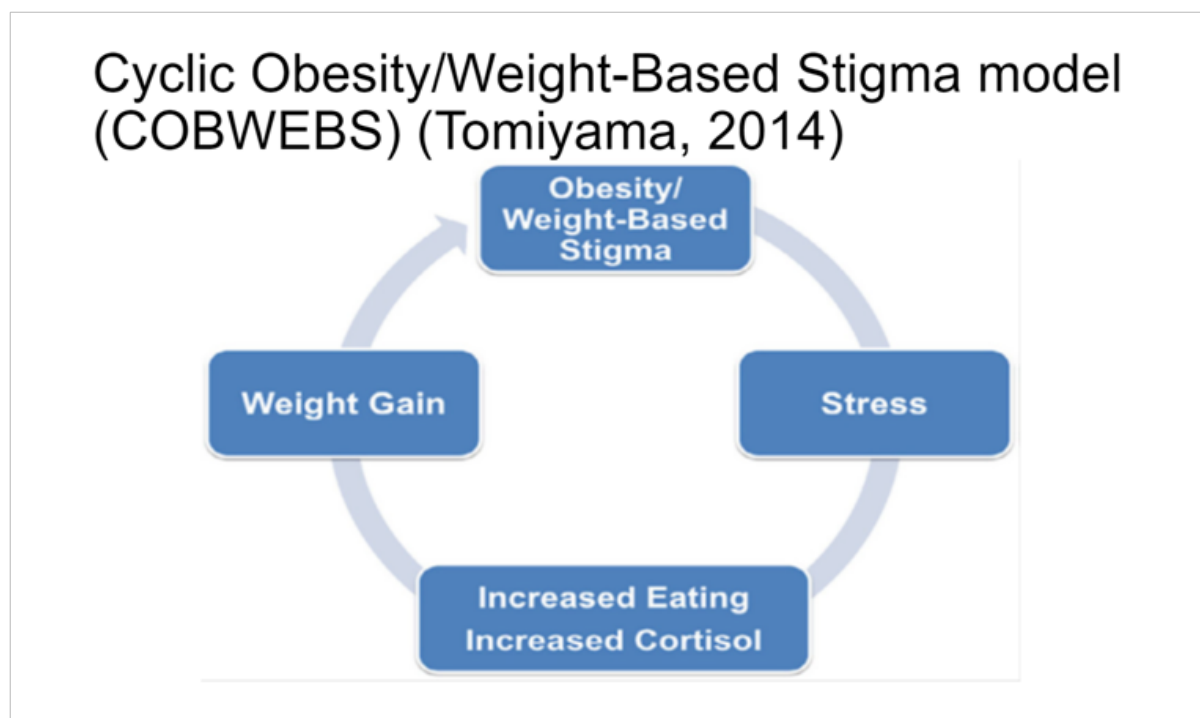 Cyclic Obesity/Weight-Based Stigma model
(COBWEBS) (Tomiyama, 2014)
Obesity/
Weight-Based
Stigma
Stress
Increased Eating
Increased Cortisol
Weight Gain